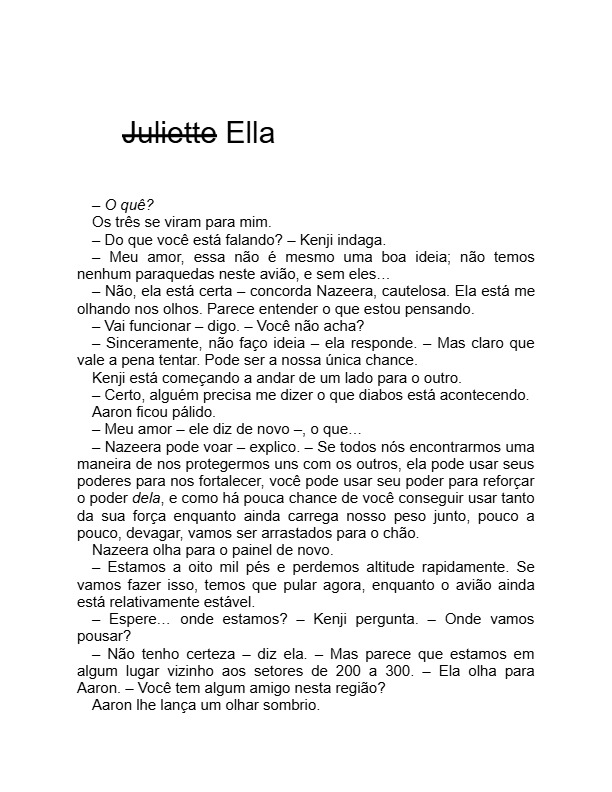 Juliette Ella
– O quê?
Os três se viram para mim.
– Do que você está falando? – Kenji indaga.
– Meu amor, essa não é mesmo uma boa ideia; não temos
nenhum paraquedas neste avião, e sem eles…
– Não, ela está certa – concorda Nazeera, cautelosa. Ela está me
olhando nos olhos. Parece entender o que estou pensando.
– Vai funcionar – digo. – Você não acha?
– Sinceramente, não faço ideia – ela responde. – Mas claro que
vale a pena tentar. Pode ser a nossa única chance.
Kenji está começando a andar de um lado para o outro.
– Certo, alguém precisa me dizer o que diabos está acontecendo.
Aaron ficou pálido.
– Meu amor – ele diz de novo –, o que…
– Nazeera pode voar – explico. – Se todos nós encontrarmos uma
maneira de nos protegermos uns com os outros, ela pode usar seus
poderes para nos fortalecer, você pode usar seu poder para reforçar
o poder dela, e como há pouca chance de você conseguir usar tanto
da sua força enquanto ainda carrega nosso peso junto, pouco a
pouco, devagar, vamos ser arrastados para o chão.
Nazeera olha para o painel de novo.
– Estamos a oito mil pés e perdemos altitude rapidamente. Se
vamos fazer isso, temos que pular agora, enquanto o avião ainda
está relativamente estável.
– Espere… onde estamos? – Kenji pergunta. – Onde vamos
pousar?
– Não tenho certeza – diz ela. – Mas parece que estamos em
algum lugar vizinho aos setores de 200 a 300. – Ela olha para
Aaron. – Você tem algum amigo nesta região?
Aaron lhe lança um olhar sombrio.